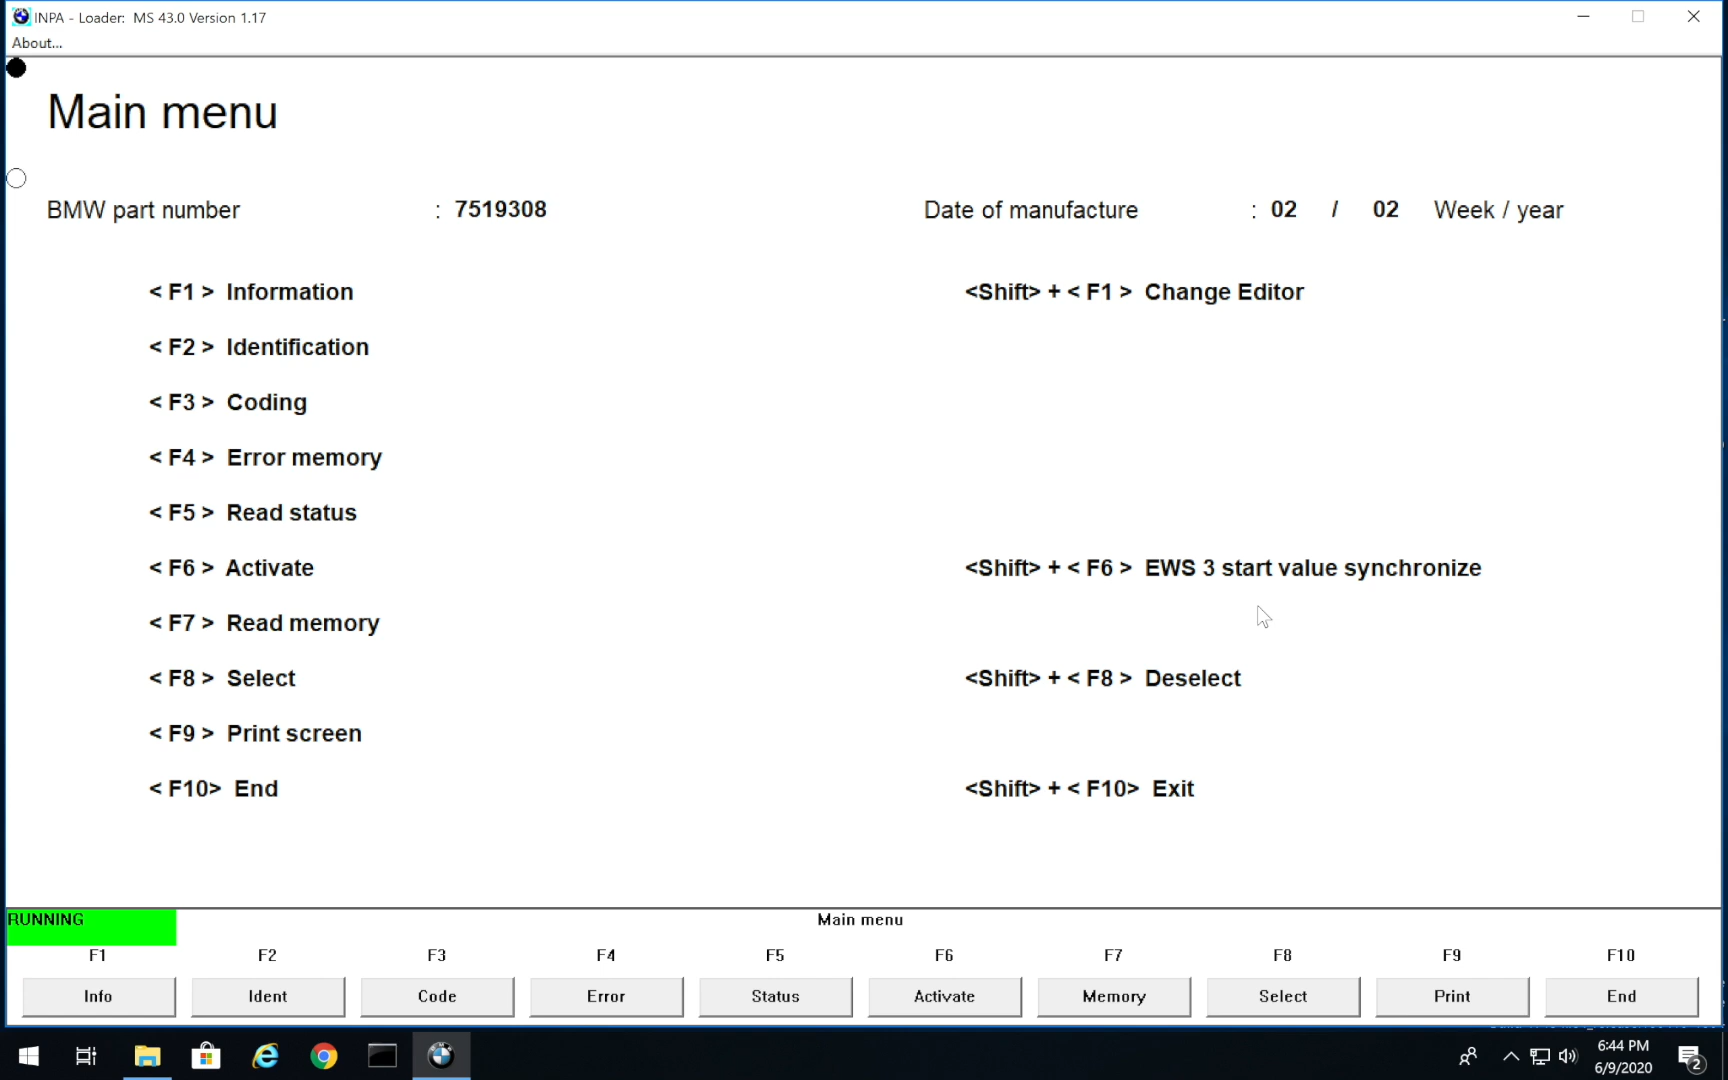 INPA - Loader: MS 43.0 Version 1.17
About...
Main menu
BMW part number : 7519308 Date of manufacture : 02 / 02 Week / year
< F1 > Information <Shift> + < F1 > Change Editor
< F2 > Identification
< F3 > Coding
< F4 > Error memory
< F5 > Read status
< F6 > Activate <Shift> + < F6 > EWS 3 start value synchronize
< F7 > Read memory
< F8 > Select <Shift> + < F8 > Deselect
< F9 > Print screen
< F10> End <Shift> + < F10> Exit
RUNNING Main menu
F1 F2 F3 F4 F5 F6 F7 F8 F9 F10
Info Ident Code Error Status Activate Memory Select Print End
6:44 PM
6/9/2020
2